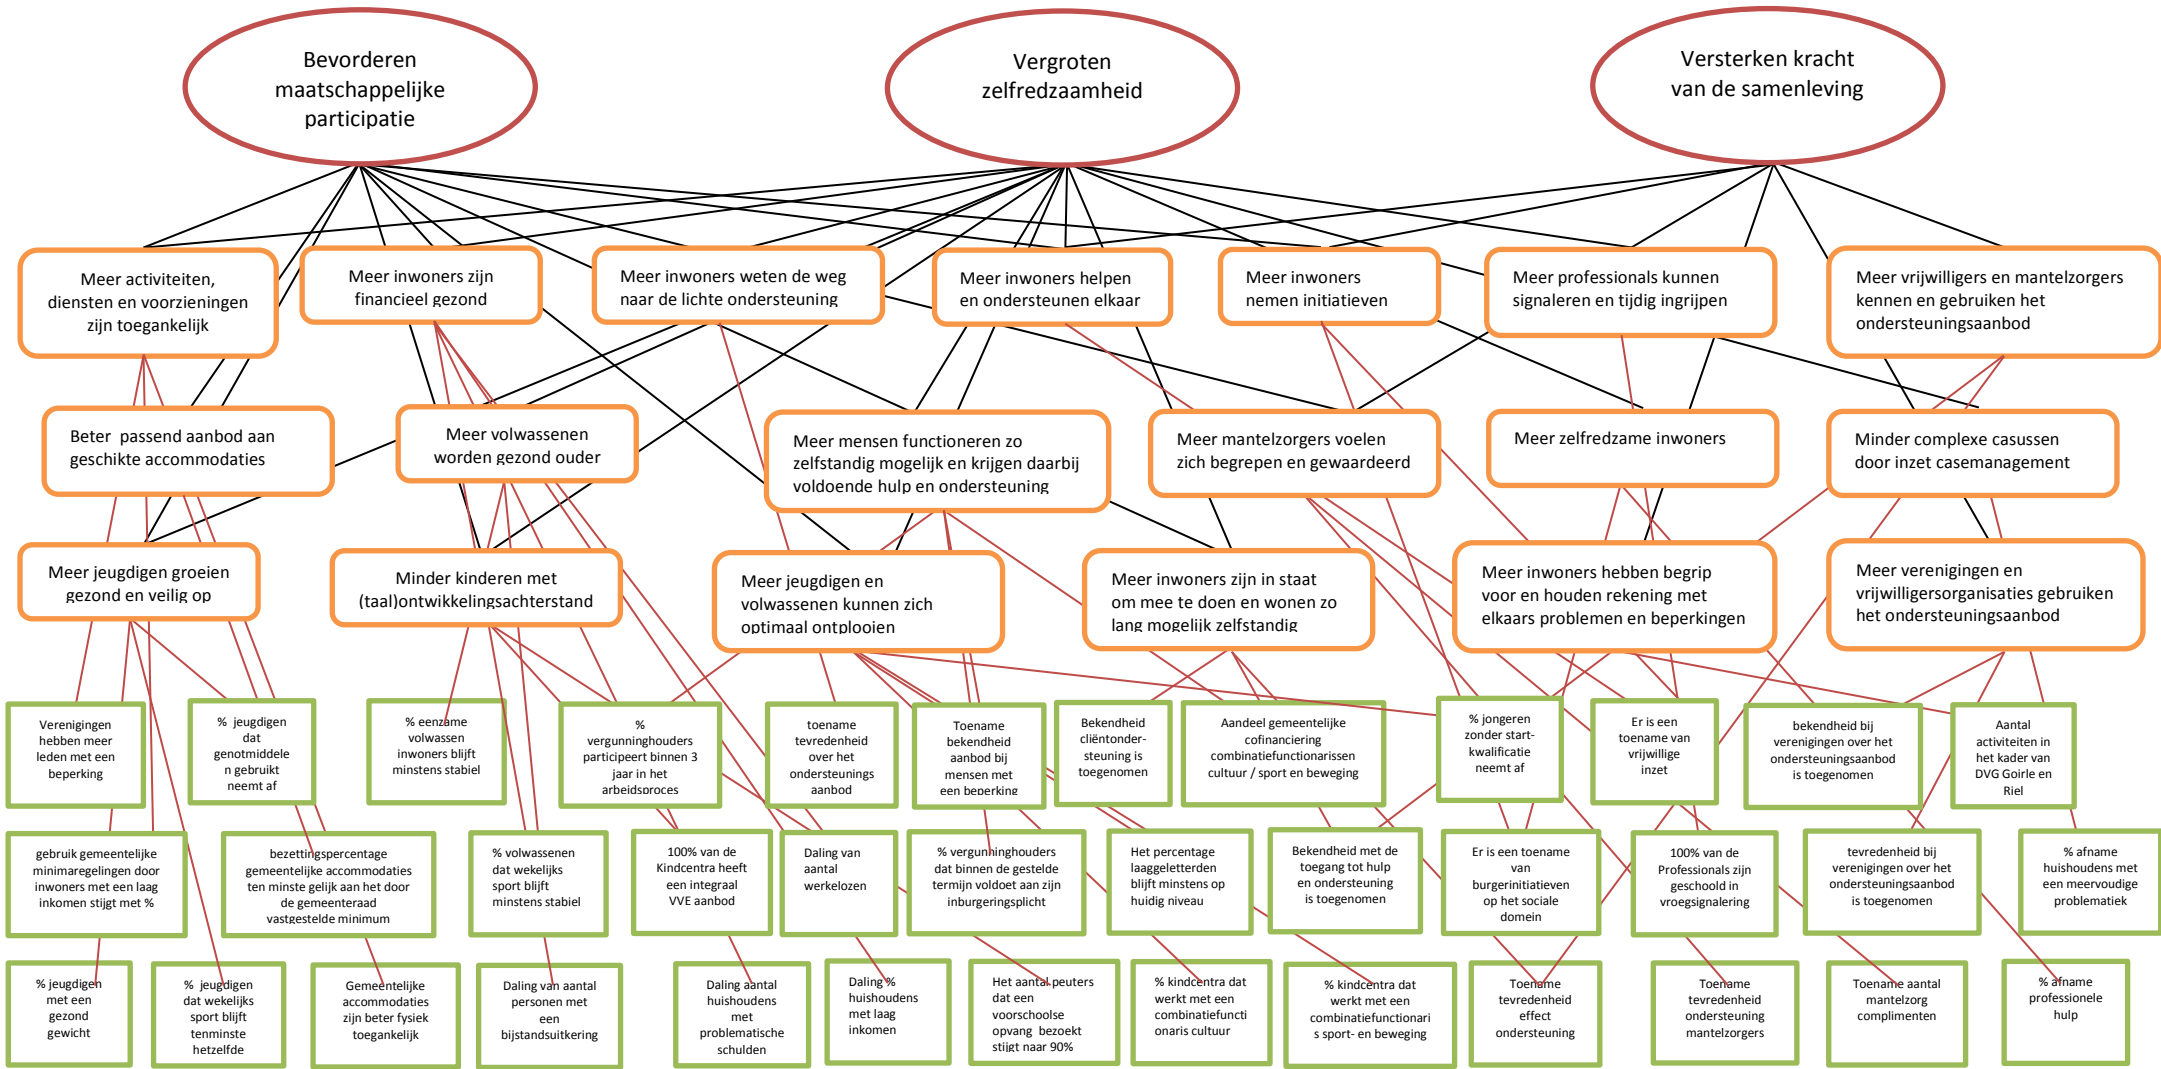 Bevorderen
maatschappelijke
participatie
Vergroten
zelfredzaamheid
Versterken kracht
van de samenleving
Meer activiteiten,
diensten en voorzieningen
zijn toegankelijk
Meer inwoners zijn
financieel gezond
Meer inwoners weten de weg
naar de lichte ondersteuning
Meer inwoners helpen
en ondersteunen elkaar
Meer inwoners
nemen initiatieven
Meer professionals kunnen
signaleren en tijdig ingrijpen
Meer vrijwilligers en mantelzorgers
kennen en gebruiken het
ondersteuningsaanbod
Beter passend aanbod aan
geschikte accommodaties
Meer volwassenen
worden gezond ouder
Meer mensen functioneren zo
zelfstandig mogelijk en krijgen daarbij
voldoende hulp en ondersteuning
Meer mantelzorgers voelen
zich begrepen en gewaardeerd
Meer zelfredzame inwoners
Minder complexe casussen
door inzet casemanagement
Meer jeugdigen groeien
gezond en veilig op
Minder kinderen met
(taal)ontwikkelingsachterstand
Meer jeugdigen en
volwassenen kunnen zich
optimaal ontplooien
Meer inwoners zijn in staat
om mee te doen en wonen zo
lang mogelijk zelfstandig
Meer inwoners hebben begrip
voor en houden rekening met
elkaars problemen en beperkingen
Meer verenigingen en
vrijwilligersorganisaties gebruiken
het ondersteuningsaanbod
Verenigingen
hebben meer
leden met een
beperking
% jeugdigen
dat
genotmiddele
n gebruikt
neemt af
% eenzame
volwassen
inwoners blijft
minstens stabiel
%
vergunninghouders
participeert binnen 3
jaar in het
arbeidsproces
toename
tevredenheid
over het
ondersteunings
aanbod
Toename
bekendheid
aanbod bij
mensen met
een beperking
Bekendheid
cliëntonder-
steuning is
toegenomen
Aandeel gemeentelijke
cofinanciering
combinatiefunctionarissen
cultuur / sport en beweging
% jongeren
zonder start-
kwalificatie
neemt af
Er is een
toename van
vrijwillige
inzet
bekendheid bij
verenigingen over het
ondersteuningsaanbod
is toegenomen
Aantal
activiteiten in
het kader van
DVG Goirle en
Riel
gebruik gemeentelijke
minimaregelingen door
inwoners met een laag
inkomen stijgt met %
bezettingspercentage
gemeentelijke accommodaties
ten minste gelijk aan het door
de gemeenteraad
vastgestelde minimum
% volwassenen
dat wekelijks
sport blijft
minstens stabiel
100% van de
Kindcentra heeft
een integraal
VVE aanbod
Daling van
aantal
werkelozen
% vergunninghouders
dat binnen de gestelde
termijn voldoet aan zijn
inburgeringsplicht
Het percentage
laaggeletterden
blijft minstens op
huidig niveau
Bekendheid met de
toegang tot hulp
en ondersteuning
is toegenomen
Er is een toename
van
burgerinitiatieven
op het sociale
domein
100% van de
Professionals zijn
geschoold in
vroegsignalering
tevredenheid bij
verenigingen over het
ondersteuningsaanbod
is toegenomen
% afname
huishoudens met
een meervoudige
problematiek
% jeugdigen
met een
gezond
gewicht
% jeugdigen
dat wekelijks
sport blijft
tenminste
hetzelfde
Gemeentelijke
accommodaties
zijn beter fysiek
toegankelijk
Daling van aantal
personen met
een
bijstandsuitkering
Daling aantal
huishoudens
met
problematische
schulden
Daling %
huishoudens
met laag
inkomen
Het aantal peuters
dat een
voorschoolse
opvang bezoekt
stijgt naar 90%
% kindcentra dat
werkt met een
combinatiefuncti
onaris cultuur
% kindcentra dat
werkt met een
combinatiefunctionari
s sport- en beweging
Toename
tevredenheid
effect
ondersteuning
Toename
tevredenheid
ondersteuning
mantelzorgers
Toename aantal
mantelzorg
complimenten
% afname
professionele
hulp